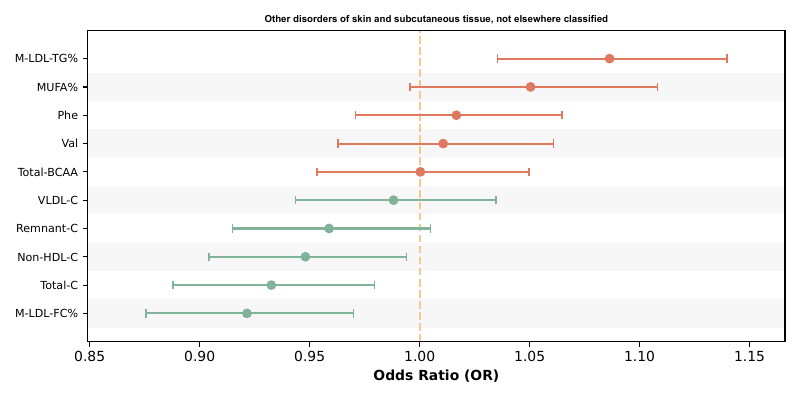 Other disorders of skin and subcutaneous tissue, not elsewhere classified
M-LDL-TG%
MUFA%
Phe
Val
Total-BCAA
VLDL-C
Remnant-C
Non-HDL-C
Total-C
M-LDL-FC%
0.85 0.90 0.95 1.00 1.05 1.10 1.15
Odds Ratio (OR)